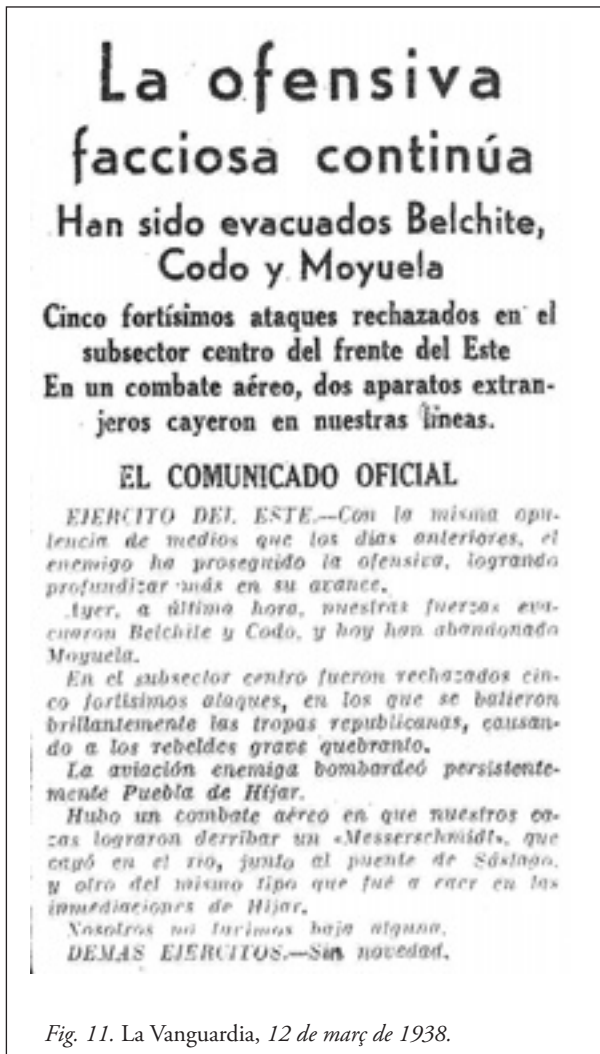 La ofensiva
facciosa continúa
Han sido evacuados Belchite,
Codo y Moyuela
Cinco fortísimos ataques rechazados en el
subsector centro del frente del Este
En un combate aéreo, dos aparatos extran-
jeros cayeron en nuestras líneas.
EL COMUNICADO OFICIAL
EJERCITO DEL ESTE.—Con la misma opu-
lencia de medios que los días anteriores, el
enemigo ha proseguido la ofensiva, logrando
profundizar más en su avance.
Ayer, a última hora, nuestras fuerzas eva-
cuaron Belchite y Codo, y hoy han abandonado
Moyuela.
En el subsector centro fueron rechazados cin-
co fortísimos ataques, en los que se batieron
brillantemente las tropas republicanas, causan-
do a los rebeldes grave quebranto.
La aviación enemiga bombardeó persistente-
mente Puebla de Híjar.
Hubo un combate aéreo en que nuestros ca-
zas lograron derribar un «Messerschmidt», que
cayó en el río, junto al puente de Sástago,
y otro del mismo tipo que fué a caer en las
inmediaciones de Híjar.
Nosotros no tuvimos baja alguna.
DEMAS EJERCITOS.—Sin novedad.
Fig. 11. La Vanguardia, 12 de març de 1938.